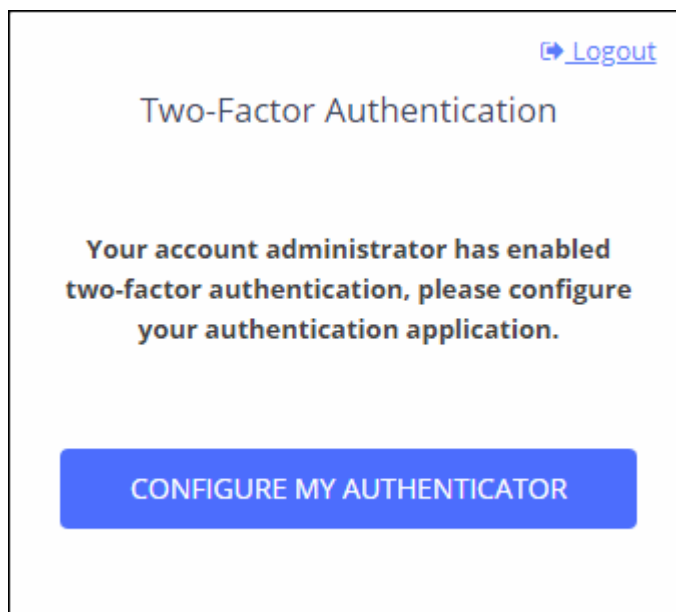 Logout
Two-Factor Authentication
Your account administrator has enabled
two-factor authentication, please configure
your authentication application.
CONFIGURE MY AUTHENTICATOR